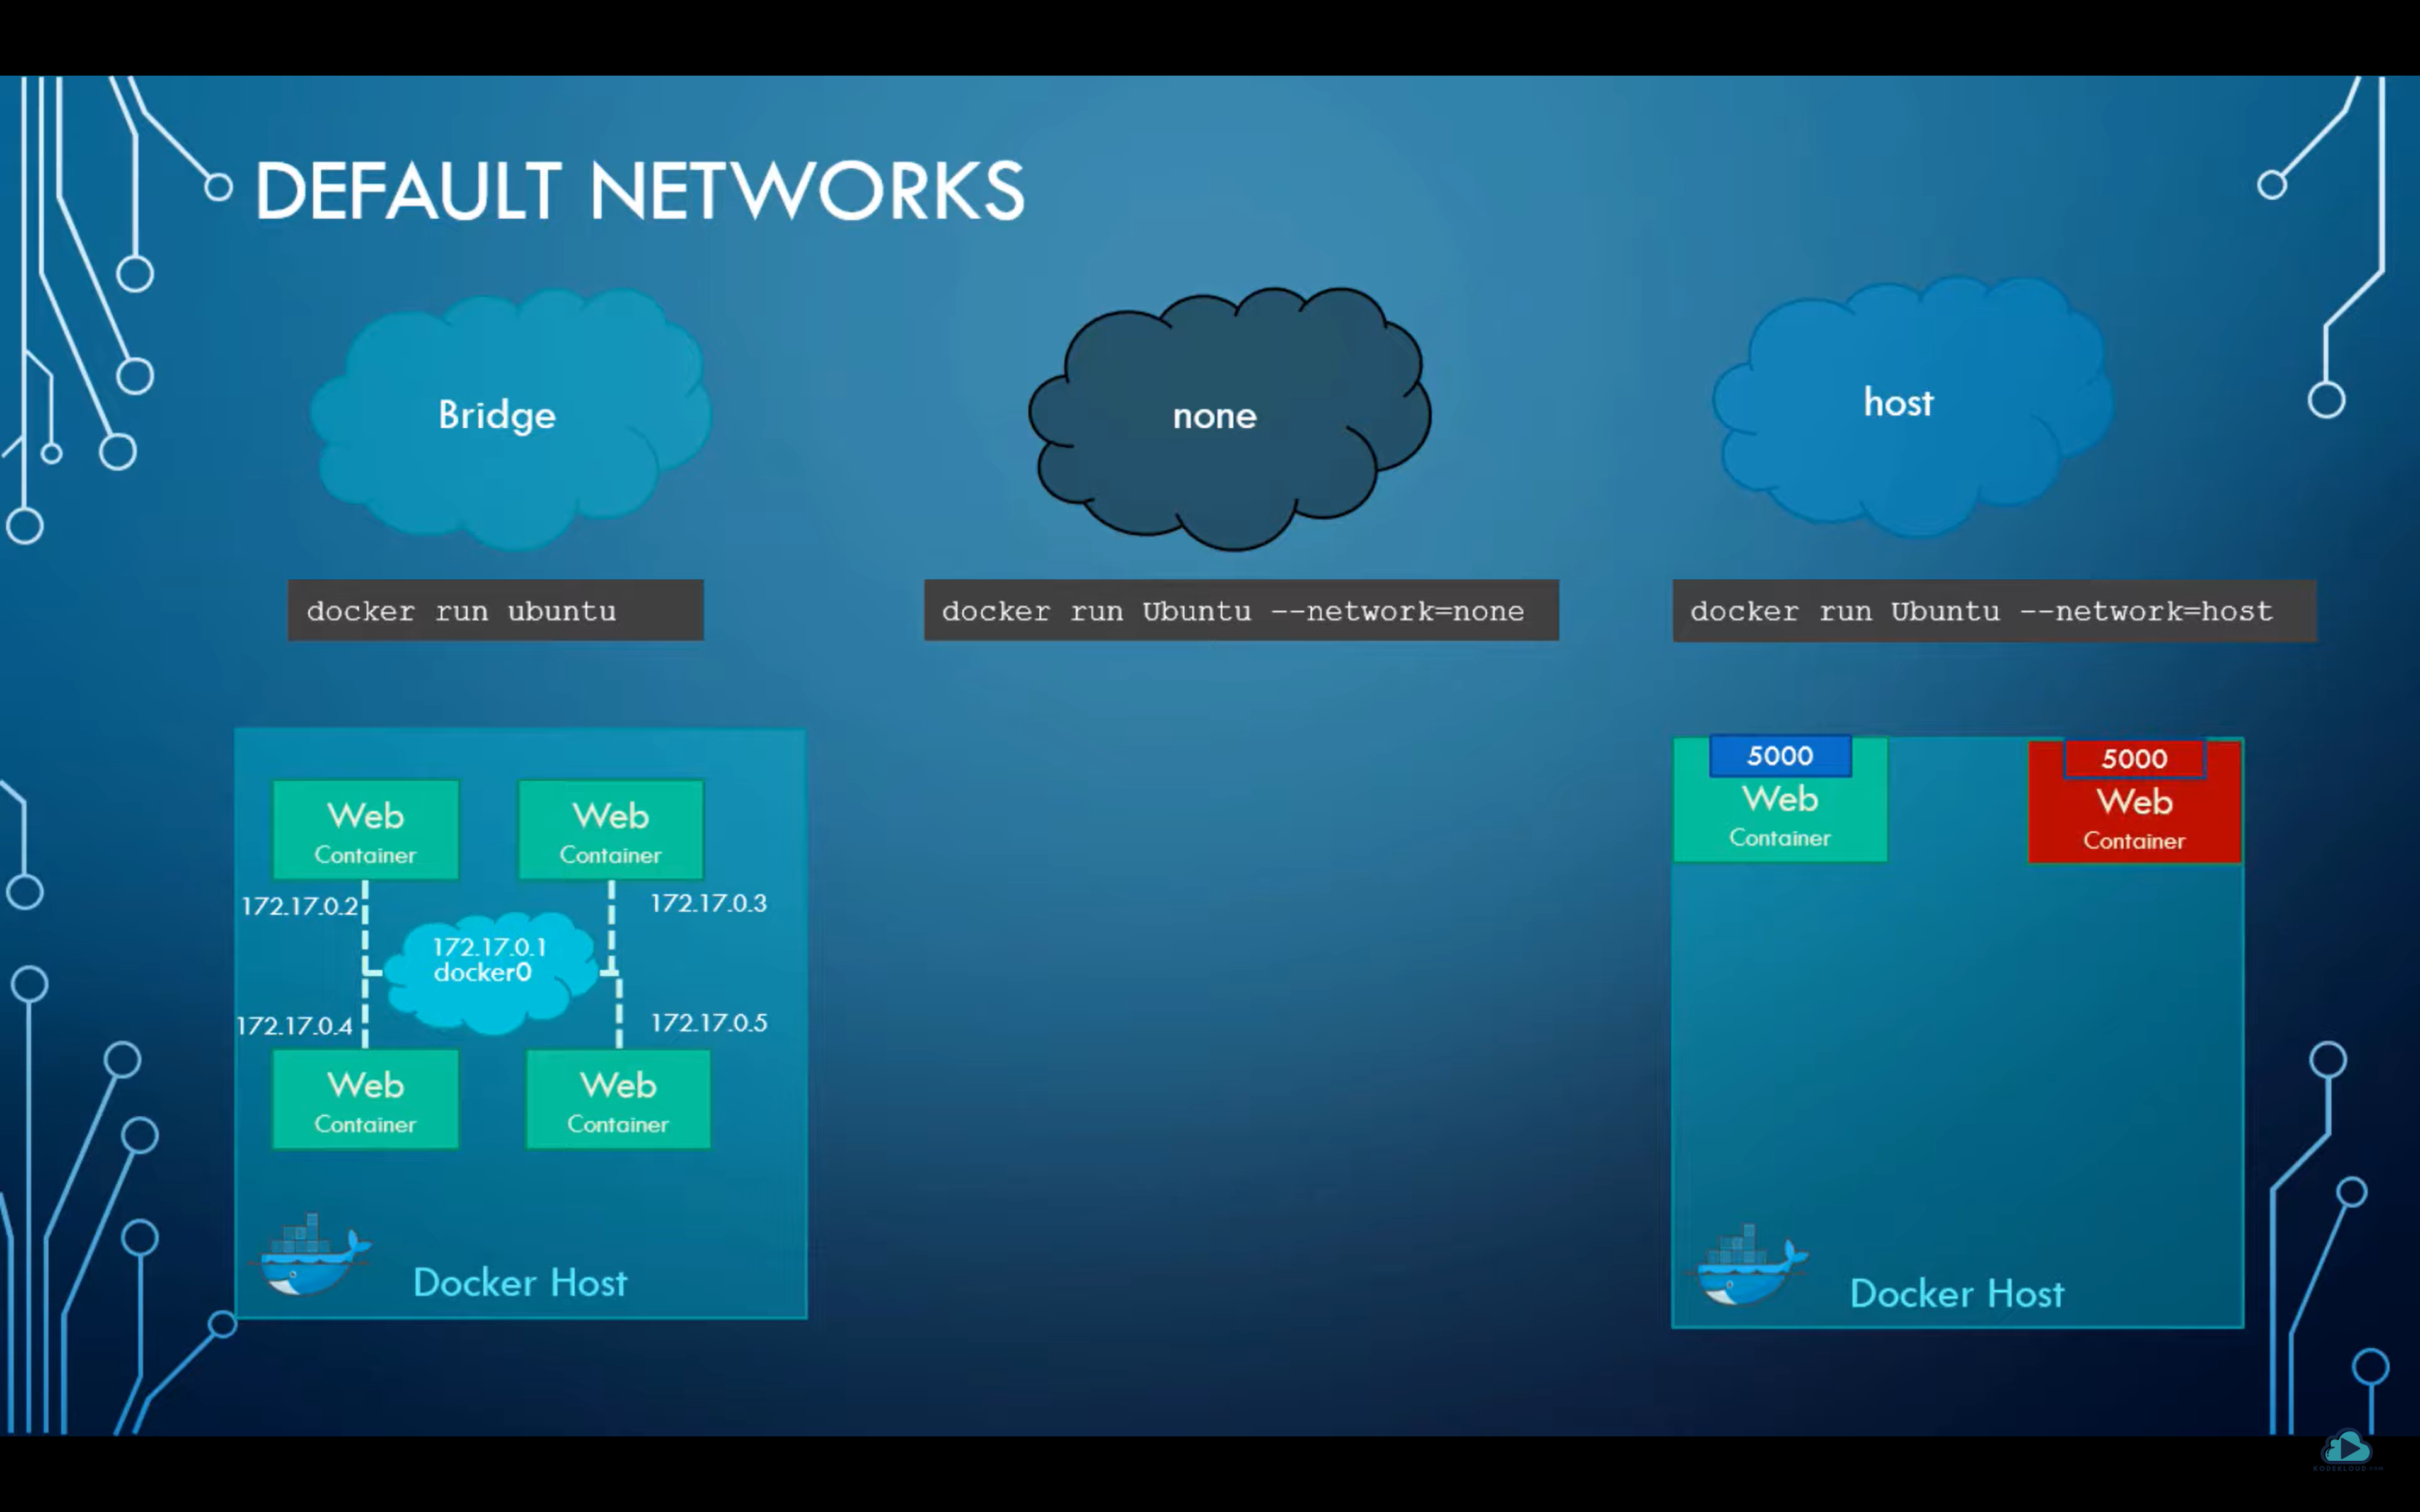 DEFAULT NETWORKS
Bridge
none
host
docker run ubuntu
docker run Ubuntu --network=none
docker run Ubuntu --network=host
Web
Container
Web
Container
172.17.0.2
172.17.0.3
172.17.0.1
docker0
172.17.0.4
172.17.0.5
Web
Container
Web
Container
Docker Host
5000
Web
Container
5000
Web
Container
Docker Host